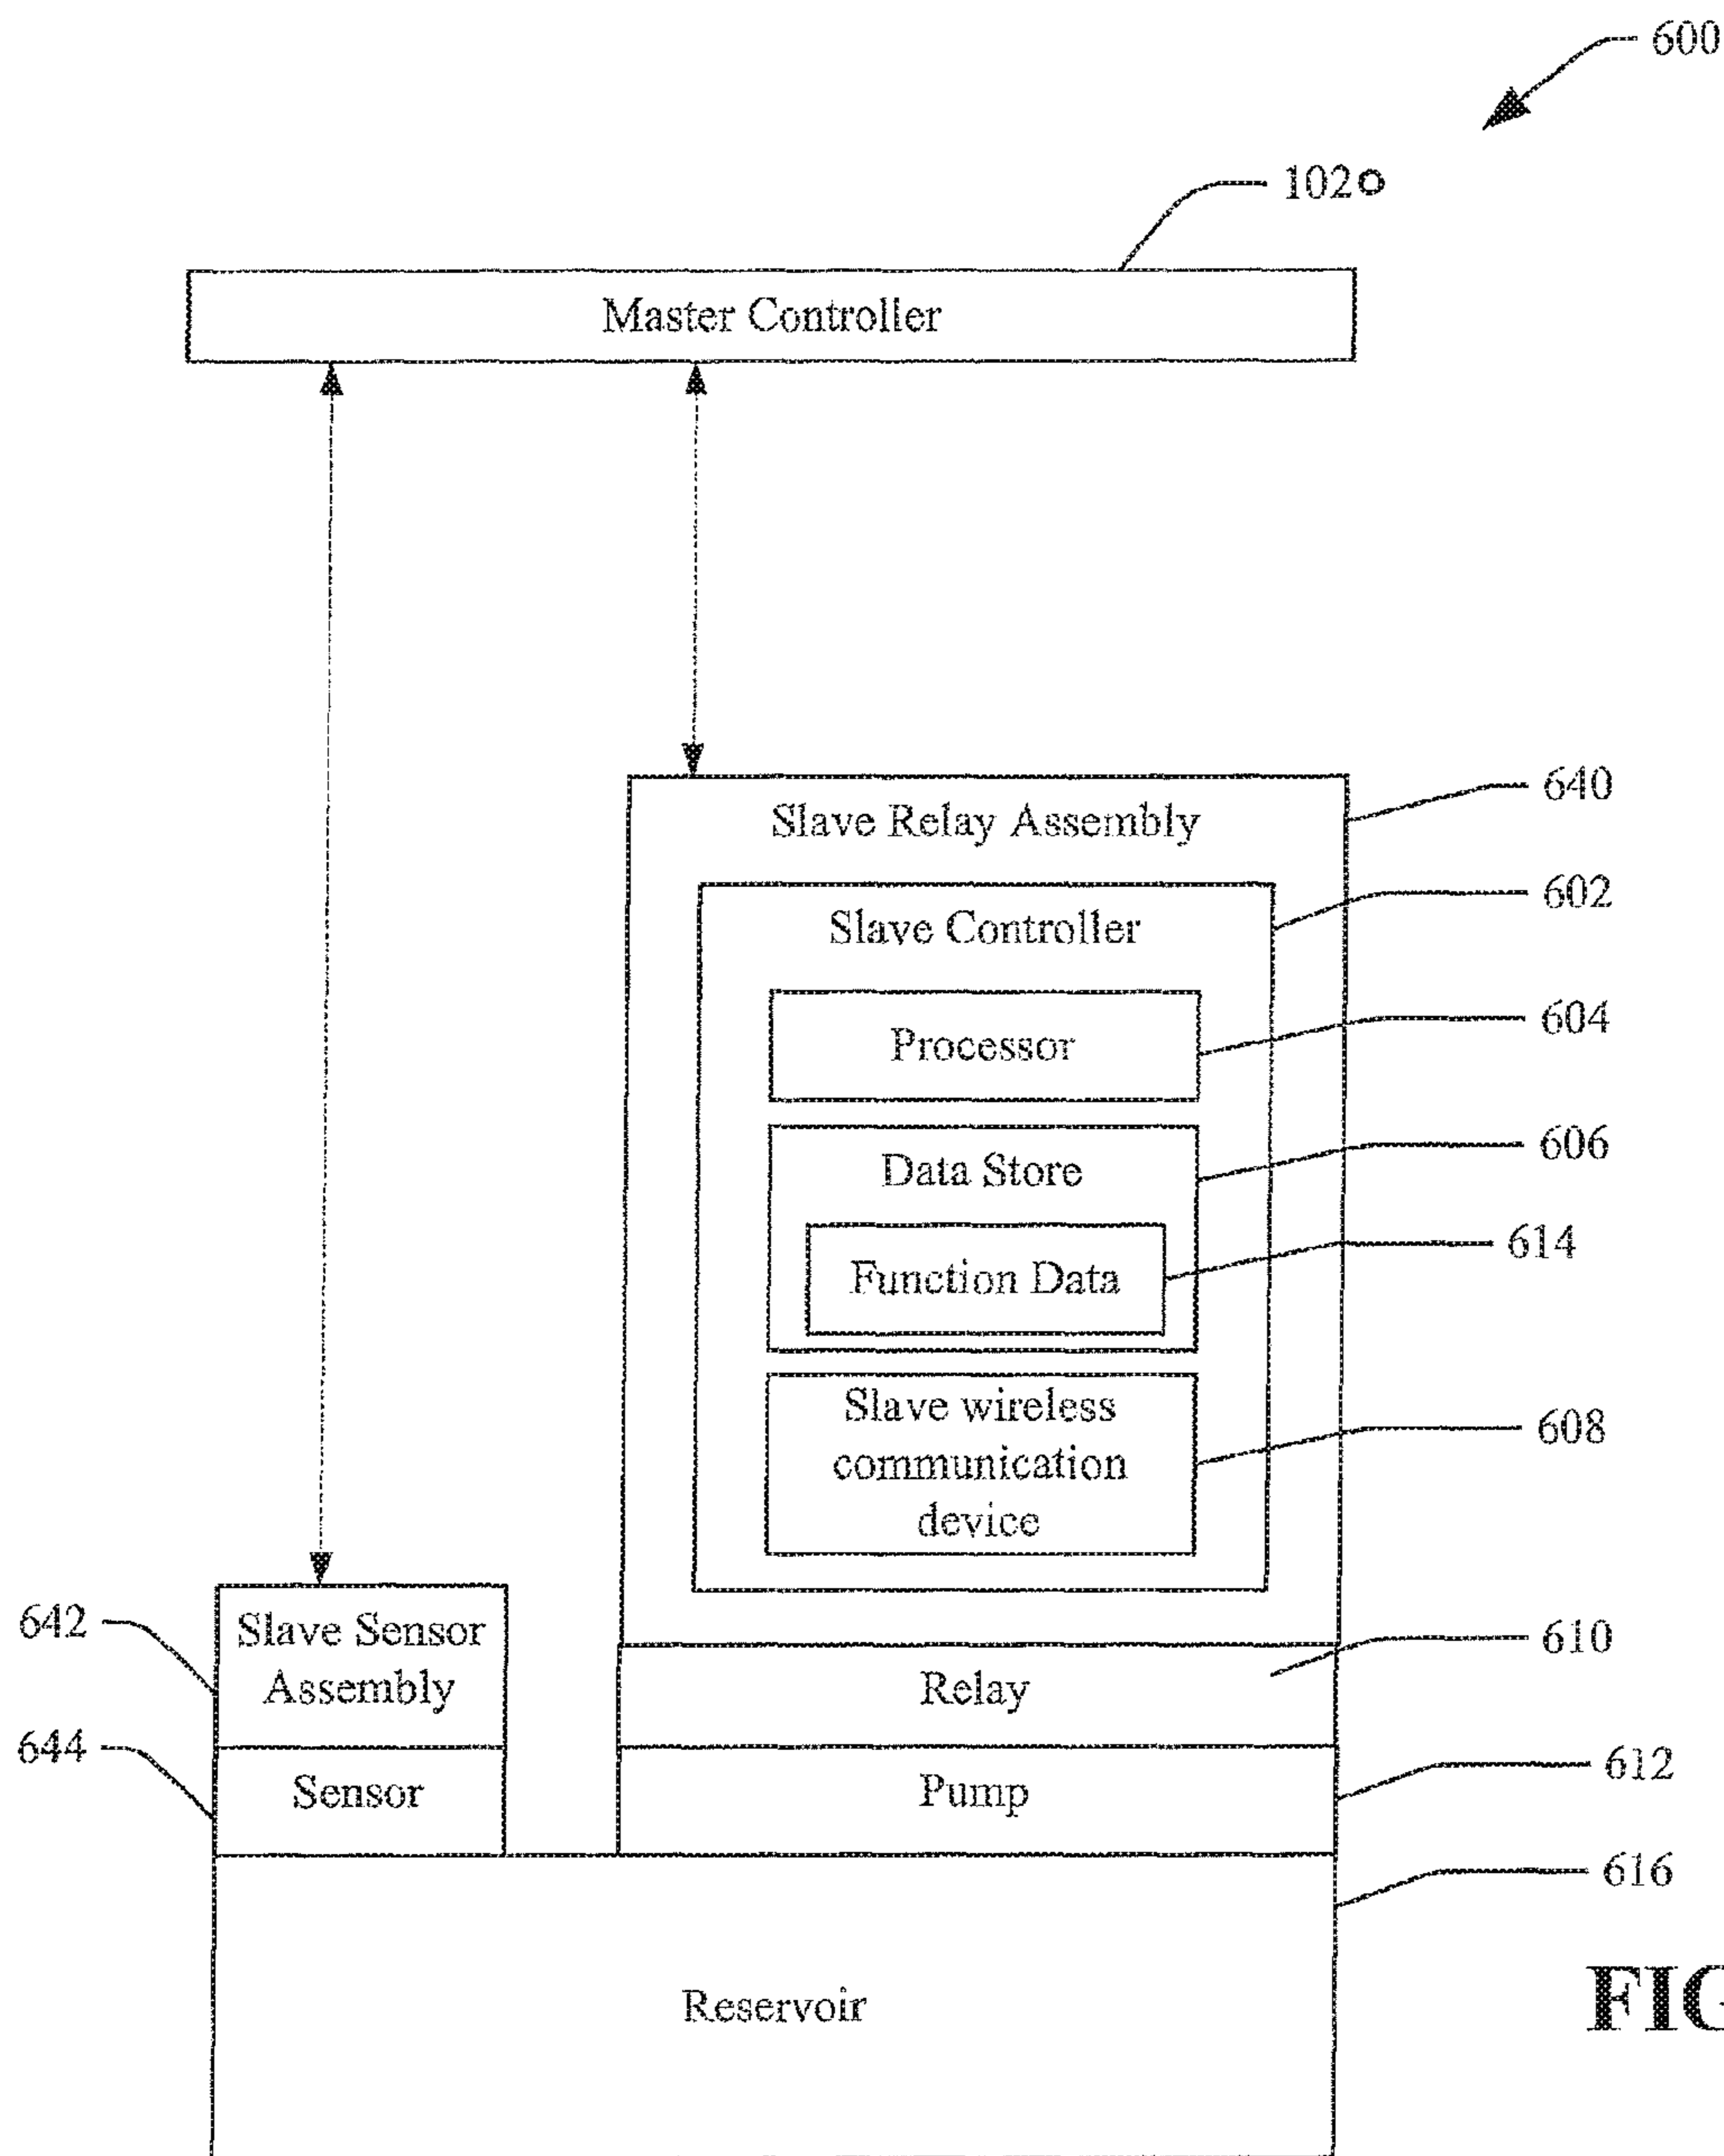 600
102o
Master Controller
640
Slave Relay Assembly
602
Slave Controller
604
Processor
606
Data Store
614
Function Data
608
Slave wireless
communication
device
642
Slave Sensor
Assembly
610
Relay
644
Sensor
612
Pump
616
Reservoir
FIG